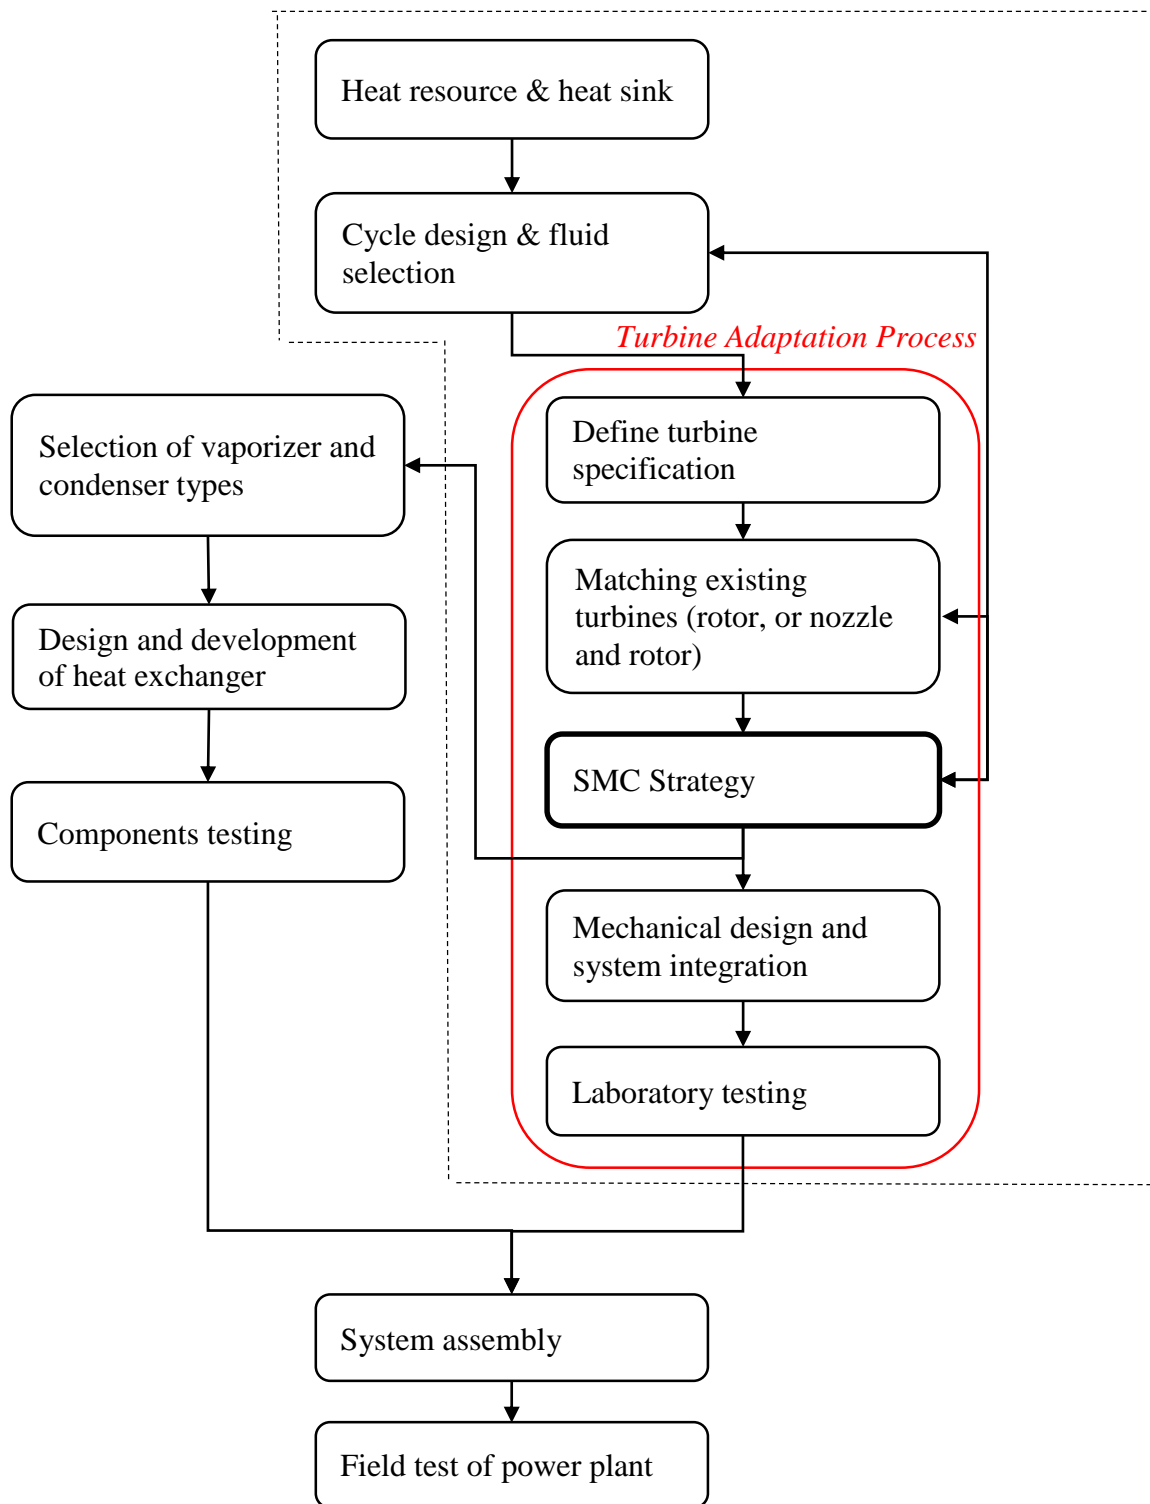 Heat resource & heat sink
Cycle design & fluid
selection
Turbine Adaptation Process
Define turbine
specification
Selection of vaporizer and
condenser types
Matching existing
turbines (rotor, or nozzle
and rotor)
Design and development
of heat exchanger
SMC Strategy
Components testing
Mechanical design and
system integration
Laboratory testing
System assembly
Field test of power plant